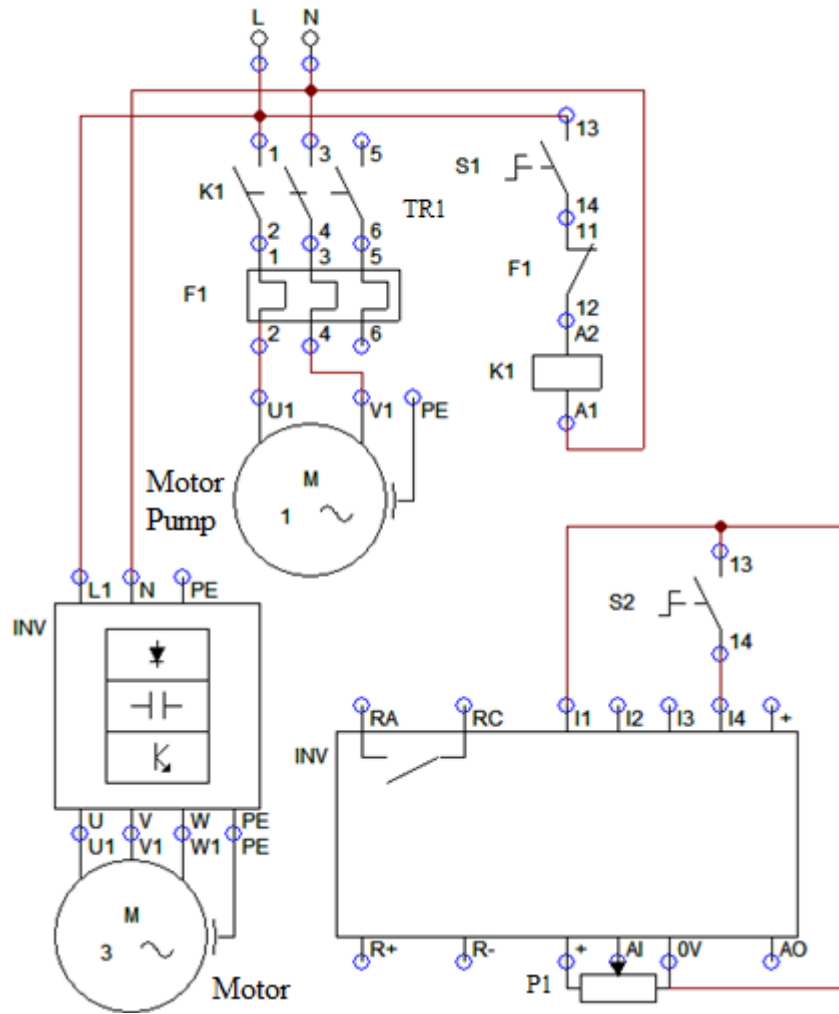 L N
13
1 3 5
S1
K1
TR1
14
2 4 6
11
1 3 5
F1
F1
12
2 4 6
A2
K1
U1 V1 PE
A1
Motor
Pump
M
1
13
L1 N PE
S2
INV
14
RA RC I1 I2 I3 I4 +
INV
U V W PE
U1 V1 W1 PE
M
3
R+ R- + AI 0V AO
P1
Motor